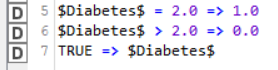 D 5 $Diabetes$ = 2.0 => 1.0
D 6 $Diabetes$ > 2.0 => 0.0
D 7 TRUE => $Diabetes$